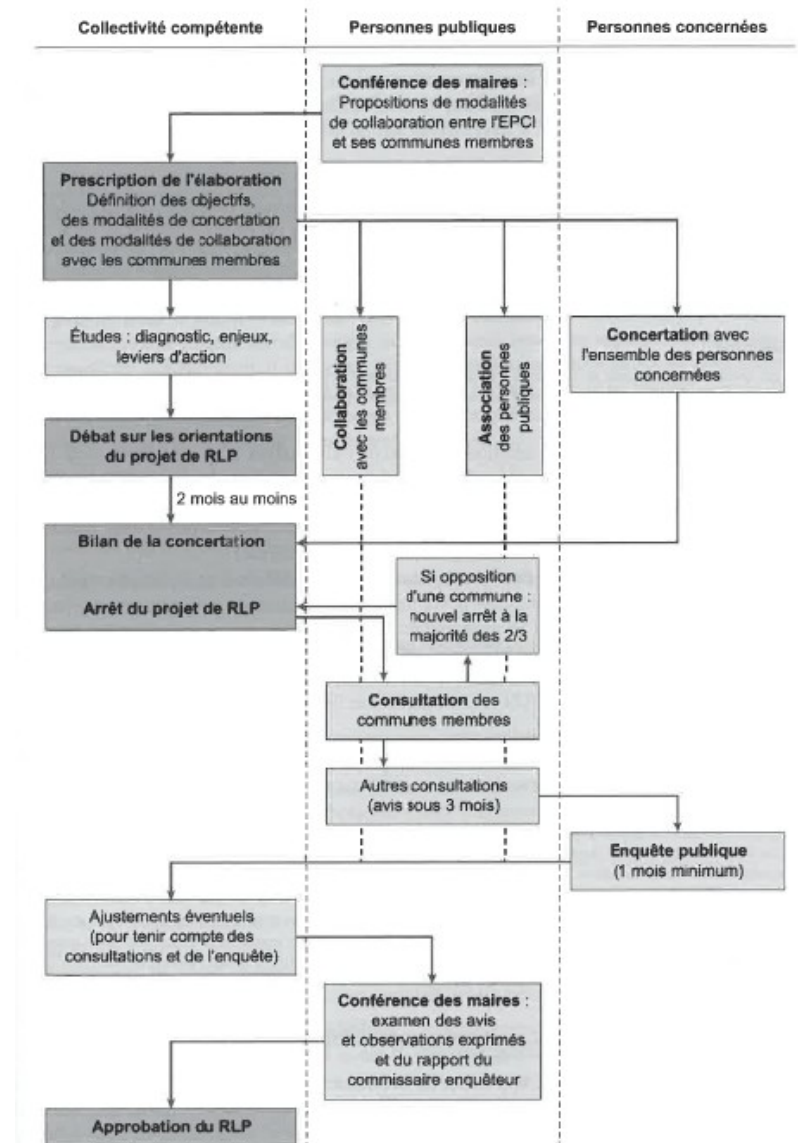 Collectivité compétente
Personnes publiques
Personnes concernées
Conférence des maires :
Propositions de modalités
de collaboration entre l'EPCI
et ses communes membres
Prescription de l'élaboration
Définition des objectifs,
des modalités de concertation
et des modalités de collaboration
avec les communes membres
Études : diagnostic, enjeux,
leviers d'action
Collaboration
avec les communes
membres
Association
des personnes
publiques
Concertation avec
l'ensemble des personnes
concernées
Débat sur les orientations
du projet de RLP
2 mois au moins
Bilan de la concertation
Arrêt du projet de RLP
Si opposition
d'une commune :
nouvel arrêt à la
majorité des 2/3
Consultation des
communes membres
Autres consultations
(avis sous 3 mois)
Enquête publique
(1 mois minimum)
Ajustements éventuels
(pour tenir compte des
consultations et de l'enquête)
Conférence des maires :
examen des avis
et observations exprimés
et du rapport du
commissaire enquêteur
Approbation du RLP